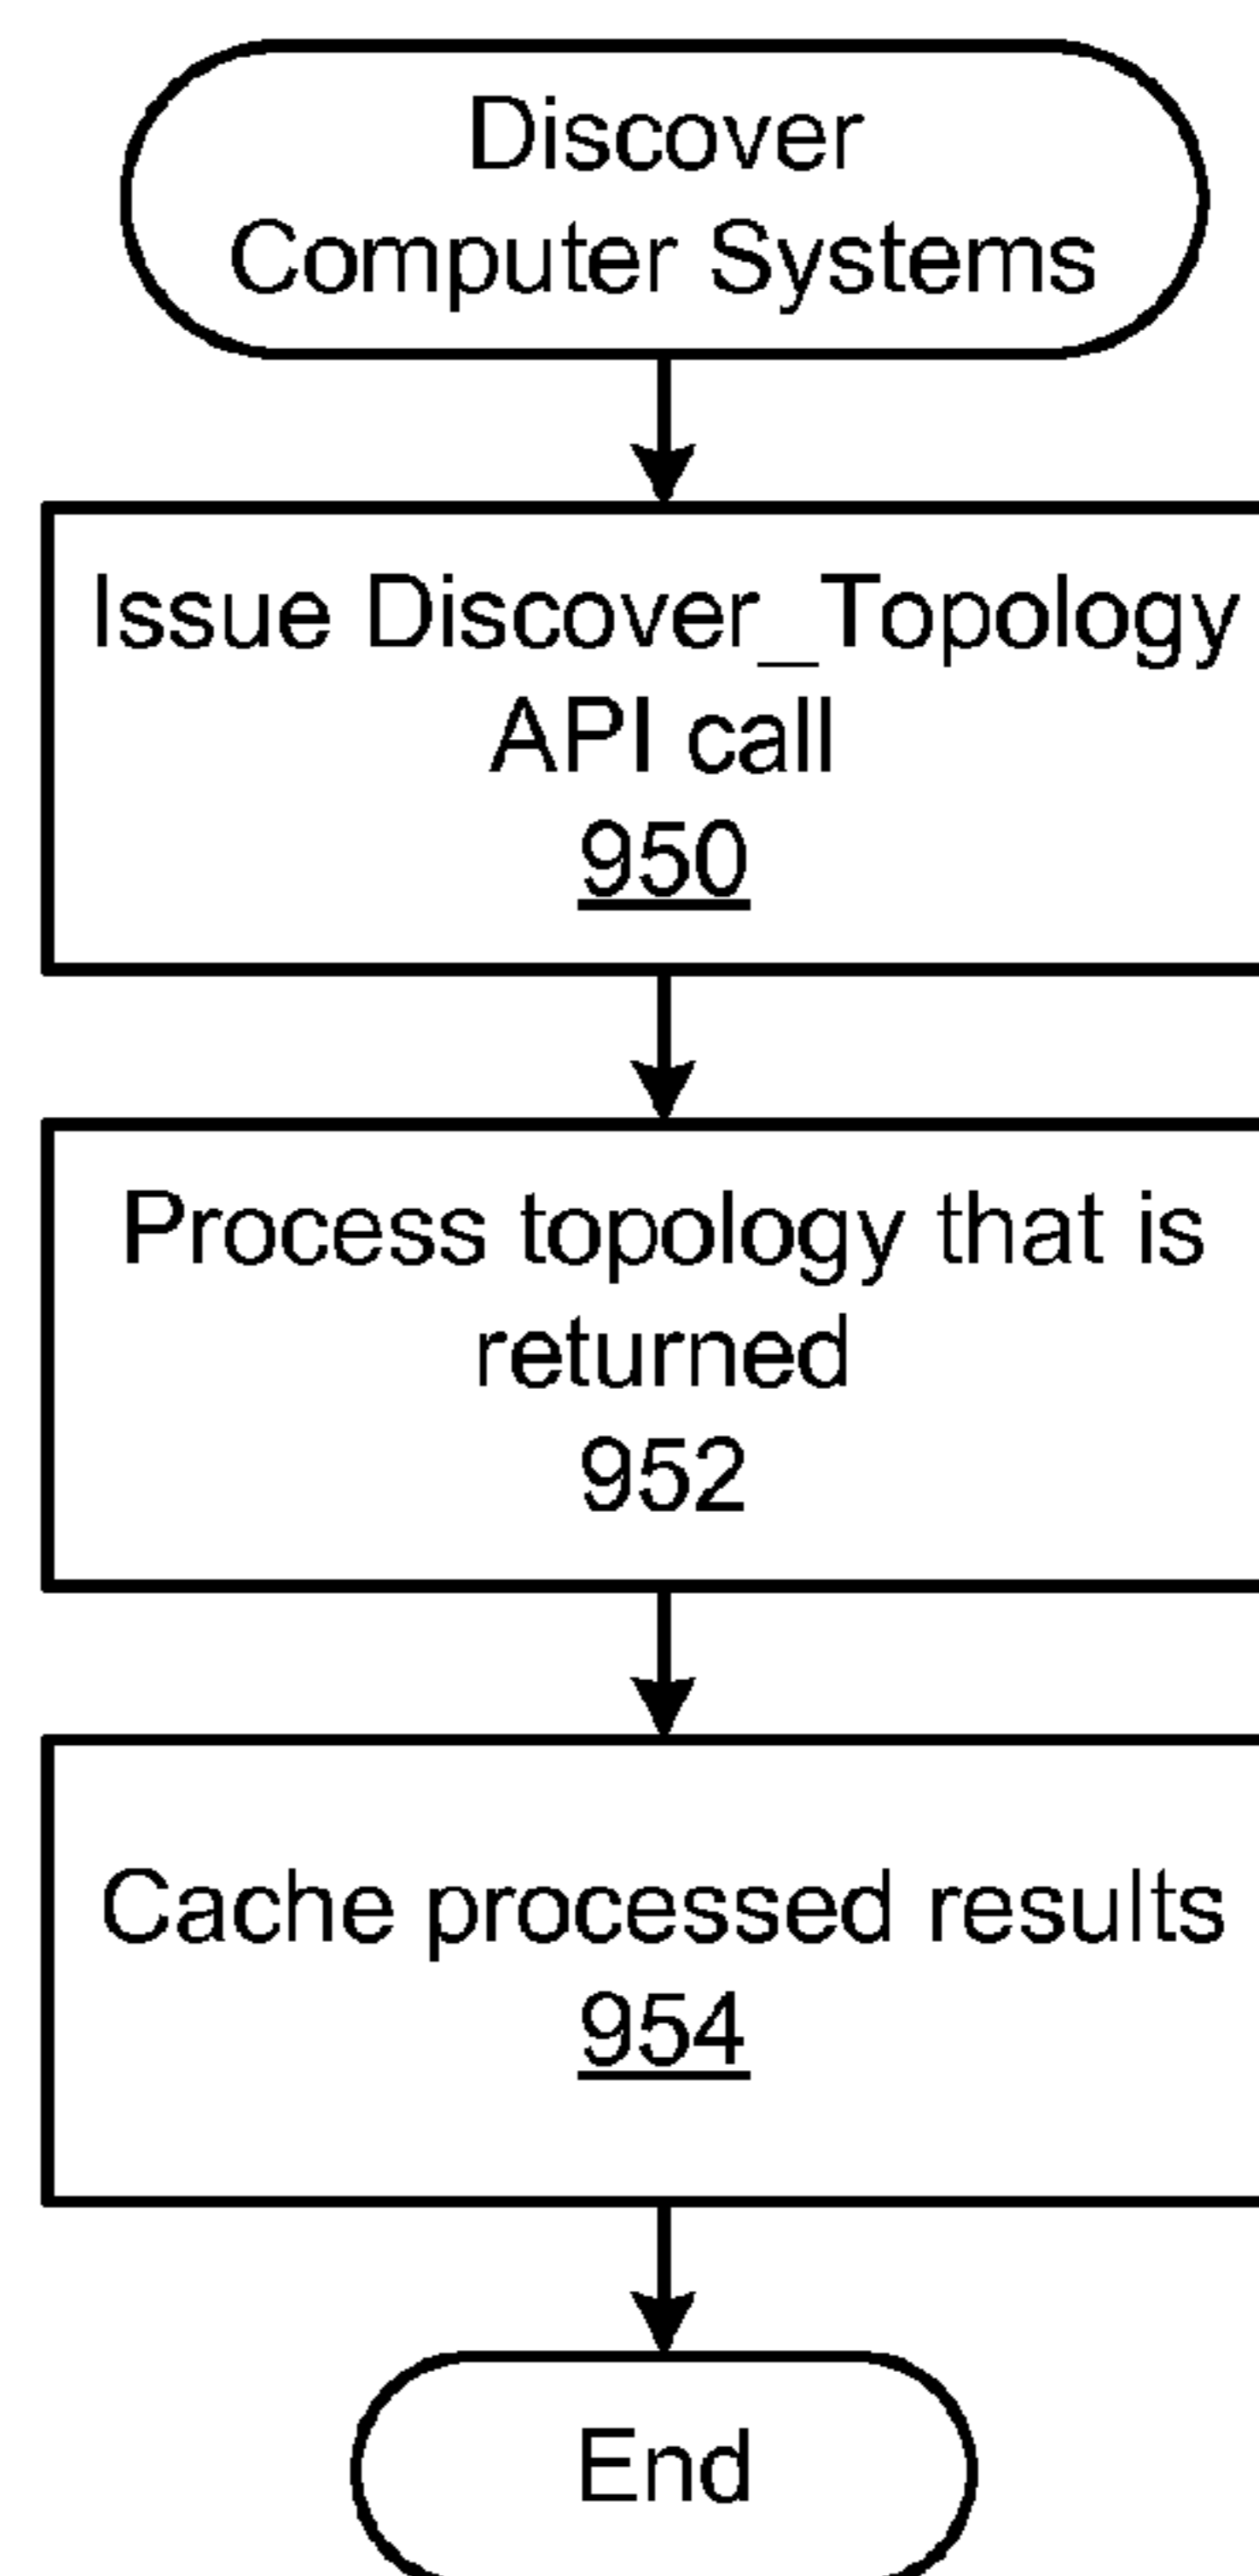 Discover
Computer Systems
Issue Discover_Topology
API call
950
Process topology that is
returned
952
Cache processed results
954
End